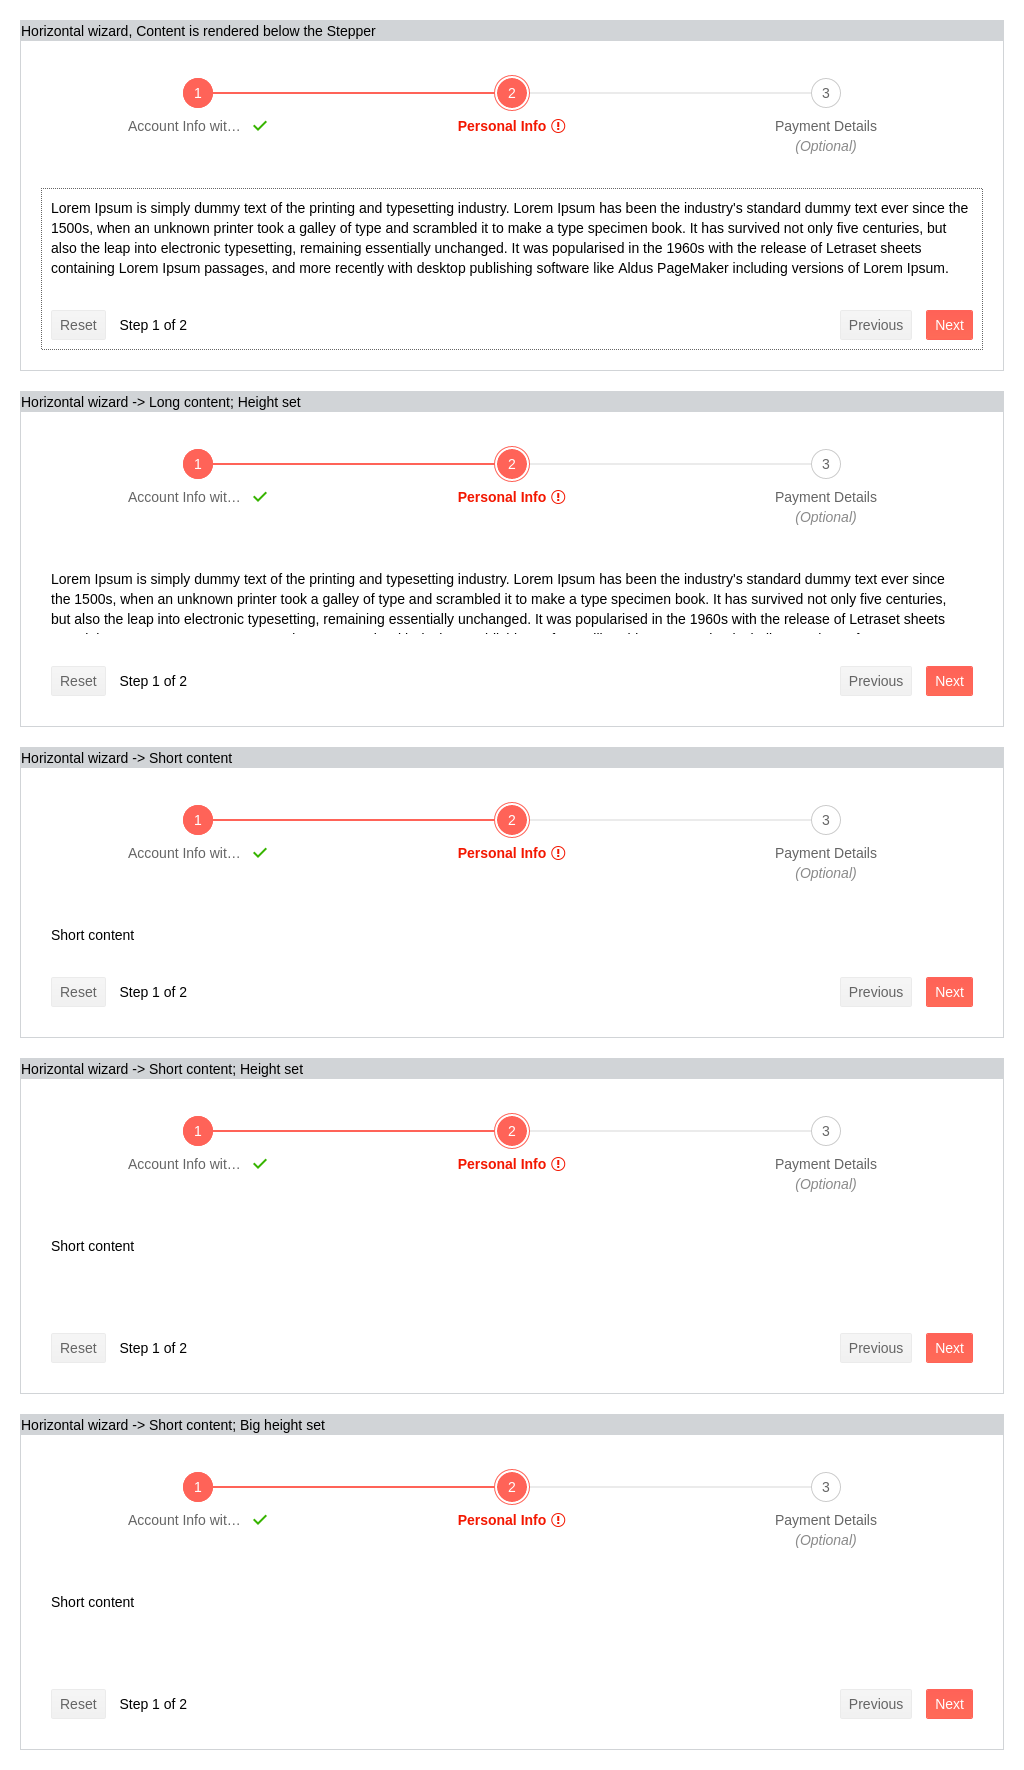 Horizontal wizard, Content is rendered below the Stepper
1 2 3
Account Info wit… Personal Info Payment Details
(Optional)
Lorem Ipsum is simply dummy text of the printing and typesetting industry. Lorem Ipsum has been the industry's standard dummy text ever since the
1500s, when an unknown printer took a galley of type and scrambled it to make a type specimen book. It has survived not only five centuries, but
also the leap into electronic typesetting, remaining essentially unchanged. It was popularised in the 1960s with the release of Letraset sheets
containing Lorem Ipsum passages, and more recently with desktop publishing software like Aldus PageMaker including versions of Lorem Ipsum.
Reset Step 1 of 2 Previous Next
Horizontal wizard -> Long content; Height set
1 2 3
Account Info wit… Personal Info Payment Details
(Optional)
Lorem Ipsum is simply dummy text of the printing and typesetting industry. Lorem Ipsum has been the industry's standard dummy text ever since
the 1500s, when an unknown printer took a galley of type and scrambled it to make a type specimen book. It has survived not only five centuries,
but also the leap into electronic typesetting, remaining essentially unchanged. It was popularised in the 1960s with the release of Letraset sheets
Reset Step 1 of 2 Previous Next
Horizontal wizard -> Short content
1 2 3
Account Info wit… Personal Info Payment Details
(Optional)
Short content
Reset Step 1 of 2 Previous Next
Horizontal wizard -> Short content; Height set
1 2 3
Account Info wit… Personal Info Payment Details
(Optional)
Short content
Reset Step 1 of 2 Previous Next
Horizontal wizard -> Short content; Big height set
1 2 3
Account Info wit… Personal Info Payment Details
(Optional)
Short content
Reset Step 1 of 2 Previous Next